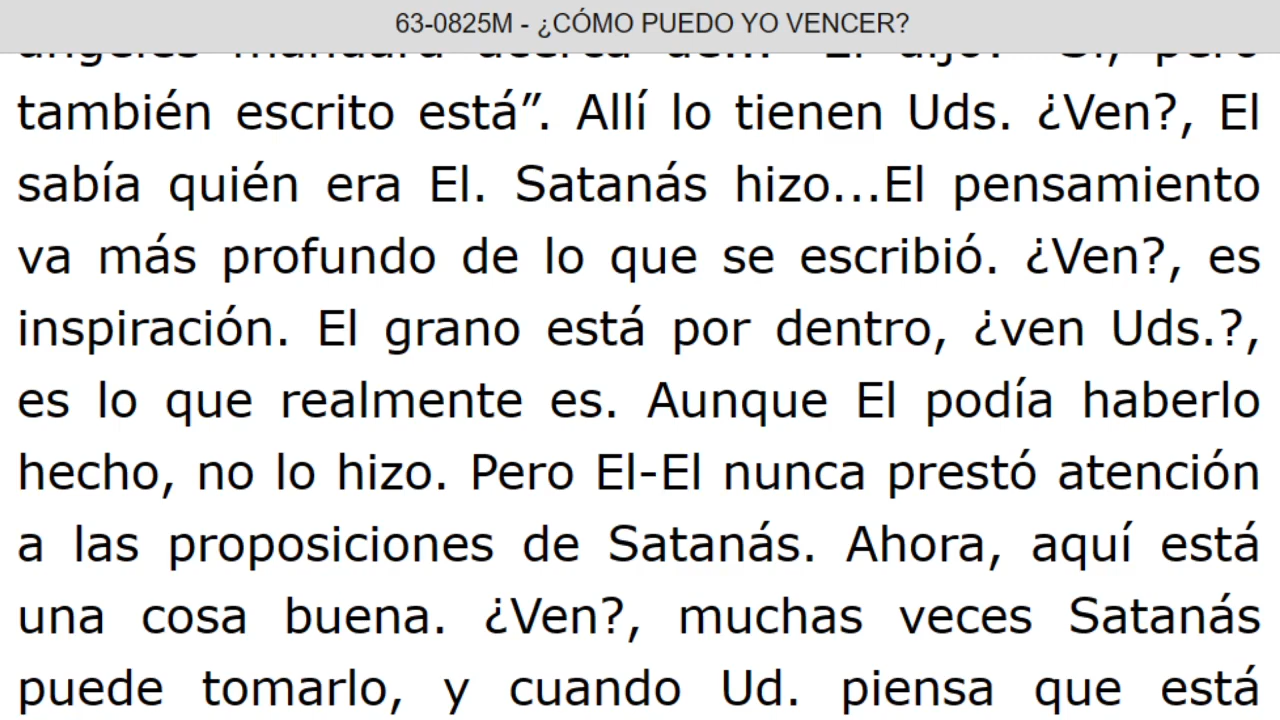 63-0825M - ¿CÓMO PUEDO YO VENCER?
también escrito está”. Allí lo tienen Uds. ¿Ven?, El
sabía quién era El. Satanás hizo...El pensamiento
va más profundo de lo que se escribió. ¿Ven?, es
inspiración. El grano está por dentro, ¿ven Uds.?,
es lo que realmente es. Aunque El podía haberlo
hecho, no lo hizo. Pero El-El nunca prestó atención
a las proposiciones de Satanás. Ahora, aquí está
una cosa buena. ¿Ven?, muchas veces Satanás
puede tomarlo, y cuando Ud. piensa que está